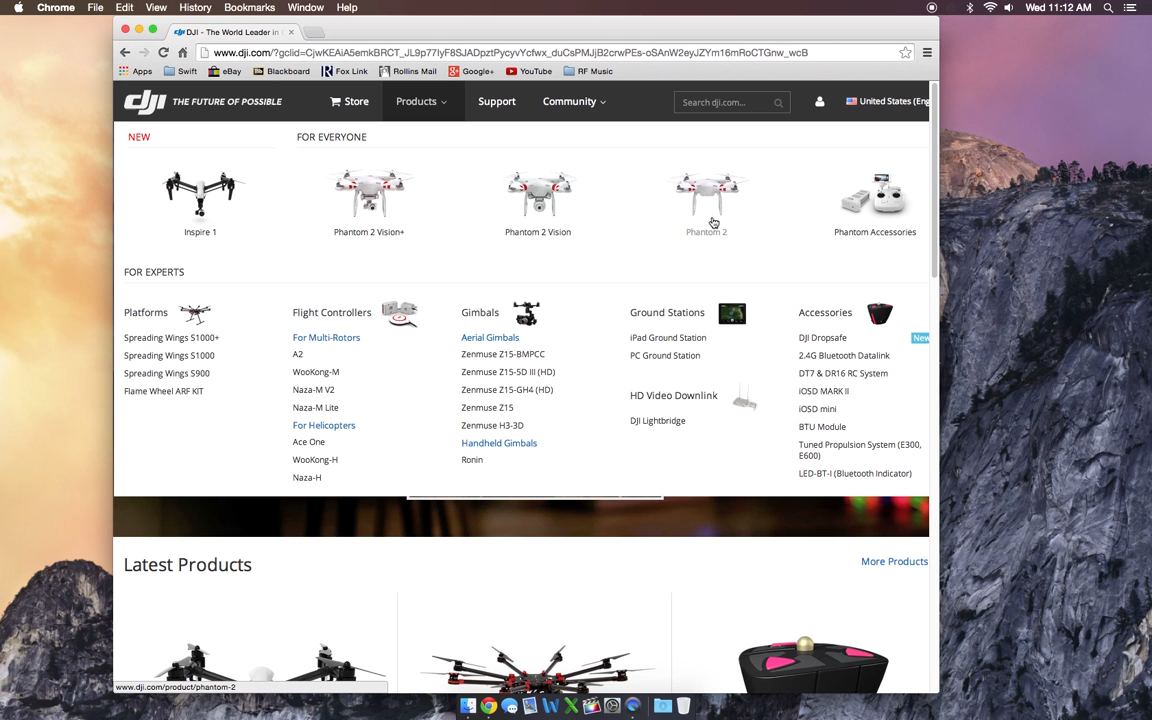 Chrome File Edit View History Bookmarks Window Help Wed 11:12 AM
DJI - The World Leader in
www.dji.com/?gclid=CjwKEAiA5emkBRCT_JL9p77IyF8SJADpztPycyvYcfwx_duCsPMJjB2crwPEs-oSAnW2eyJZYm16mRoCTGnw_wcB
Apps Swift eBay Blackboard Fox Link Rollins Mail Google+ YouTube RF Music
dji THE FUTURE OF POSSIBLE Store Products Support Community Search dji.com... United States (Eng
NEW FOR EVERYONE
Inspire 1 Phantom 2 Vision+ Phantom 2 Vision Phantom 2 Phantom Accessories
FOR EXPERTS
Platforms
Spreading Wings S1000+
Spreading Wings S1000
Spreading Wings S900
Flame Wheel ARF KIT
Flight Controllers
For Multi-Rotors
A2
WooKong-M
Naza-M V2
Naza-M Lite
For Helicopters
Ace One
WooKong-H
Naza-H
Gimbals
Aerial Gimbals
Zenmuse Z15-BMPCC
Zenmuse Z15-5D III (HD)
Zenmuse Z15-GH4 (HD)
Zenmuse Z15
Zenmuse H3-3D
Handheld Gimbals
Ronin
Ground Stations
iPad Ground Station
PC Ground Station
HD Video Downlink
DJI Lightbridge
Accessories
DJI Dropsafe New
2.4G Bluetooth Datalink
DT7 & DR16 RC System
iOSD MARK II
iOSD mini
BTU Module
Tuned Propulsion System (E300,
E600)
LED-BT-I (Bluetooth Indicator)
Latest Products More Products
www.dji.com/product/phantom-2